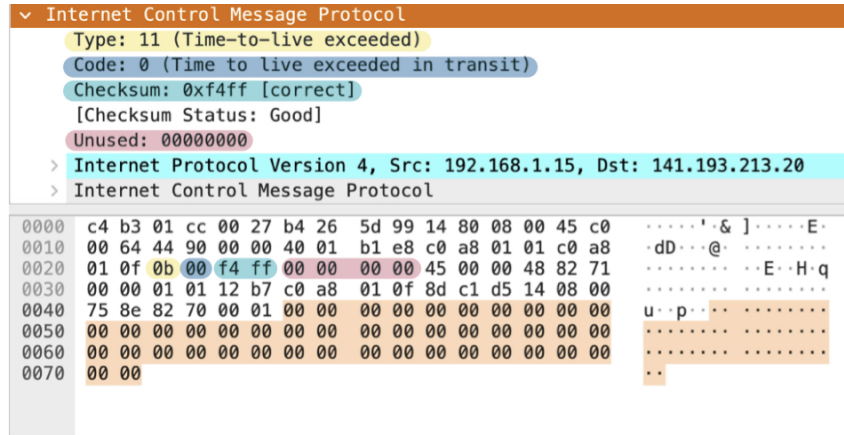 Internet Control Message Protocol
Type: 11 (Time-to-live exceeded)
Code: 0 (Time to live exceeded in transit)
Checksum: 0xf4ff [correct]
[Checksum Status: Good]
Unused: 00000000
> Internet Protocol Version 4, Src: 192.168.1.15, Dst: 141.193.213.20
> Internet Control Message Protocol
0000 c4 b3 01 cc 00 27 b4 26 5d 99 14 80 08 00 45 c0 ·····'·& ]·····E·
0010 00 64 44 90 00 00 40 01 b1 e8 c0 a8 01 01 c0 a8 ·dD···@· ········
0020 01 0f 0b 00 f4 ff 00 00 00 00 45 00 00 48 82 71 ········ ··E··H·q
0030 00 00 01 01 12 b7 c0 a8 01 0f 8d c1 d5 14 08 00 ········ ········
0040 75 8e 82 70 00 01 00 00 00 00 00 00 00 00 00 00 u··p···· ········
0050 00 00 00 00 00 00 00 00 00 00 00 00 00 00 00 00 ········ ········
0060 00 00 00 00 00 00 00 00 00 00 00 00 00 00 00 00 ········ ········
0070 00 00 ··